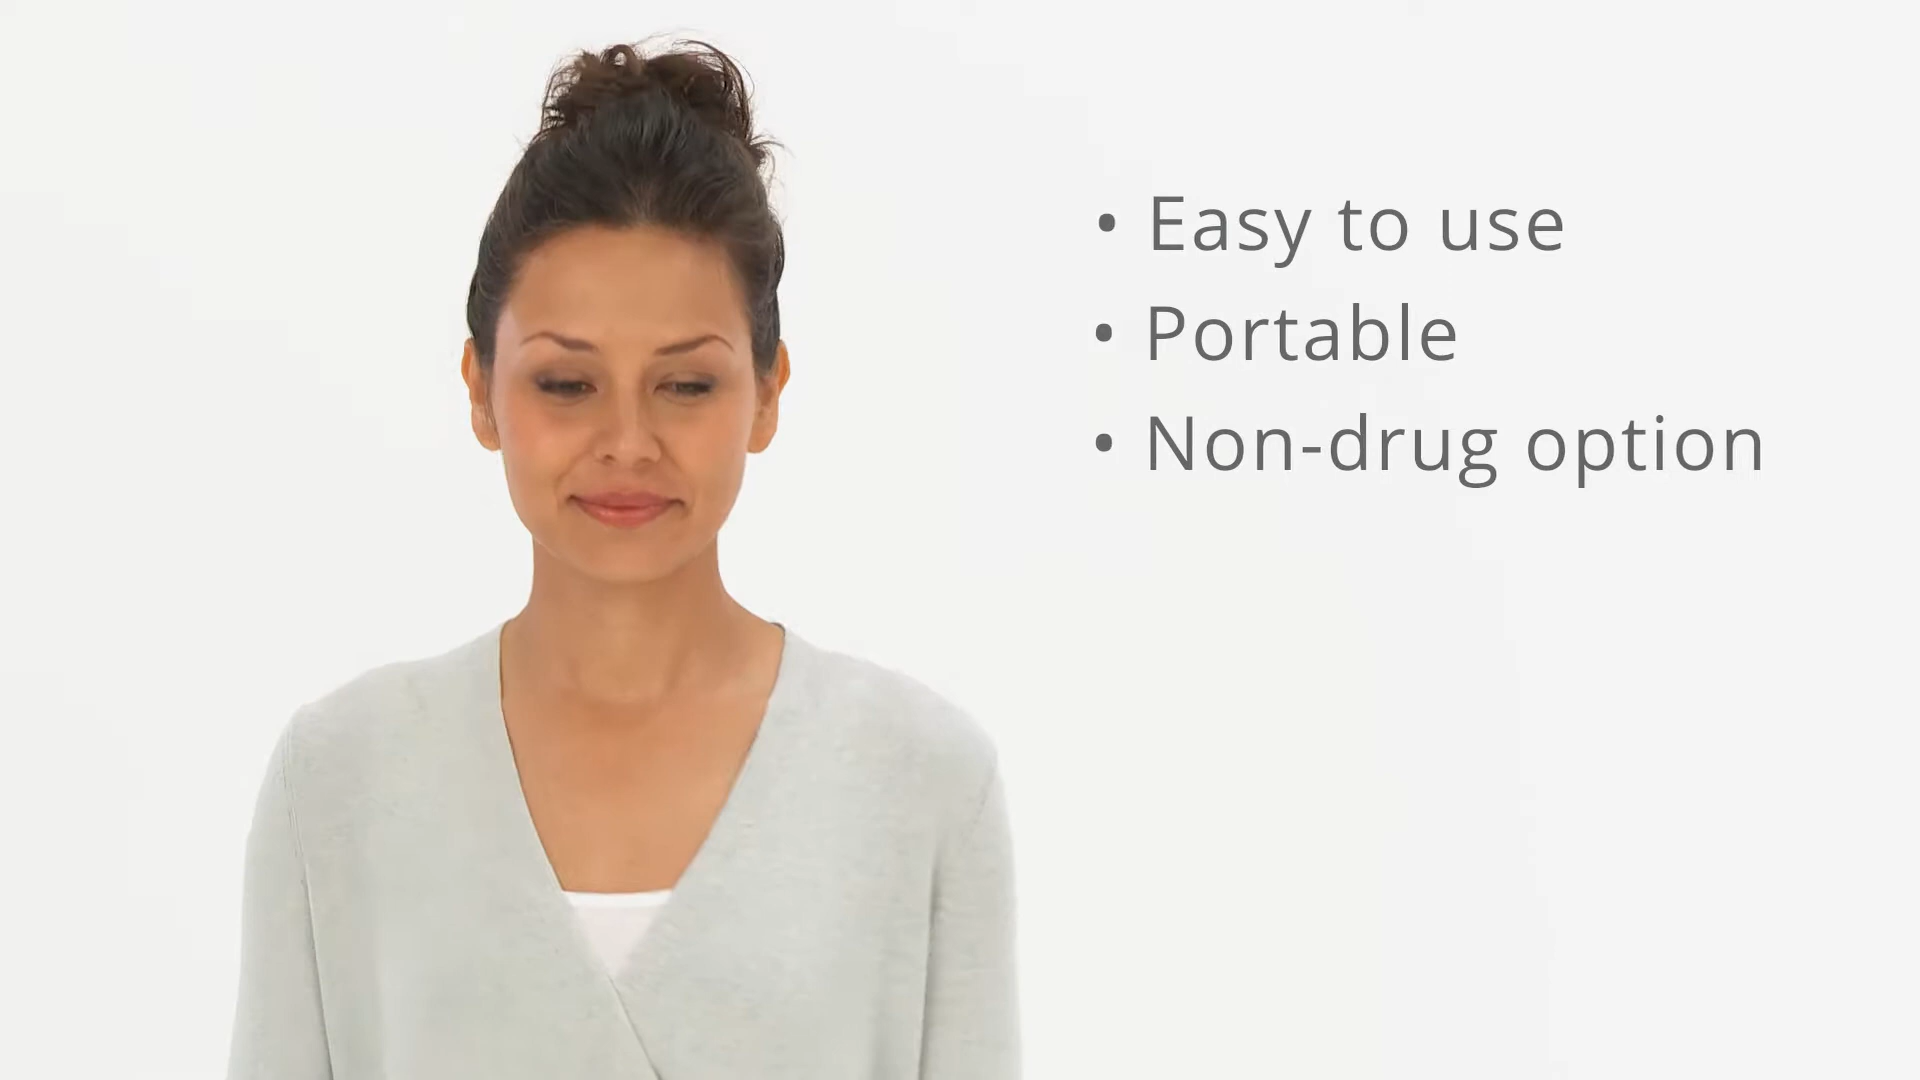 • Easy to use
• Portable
• Non-drug option